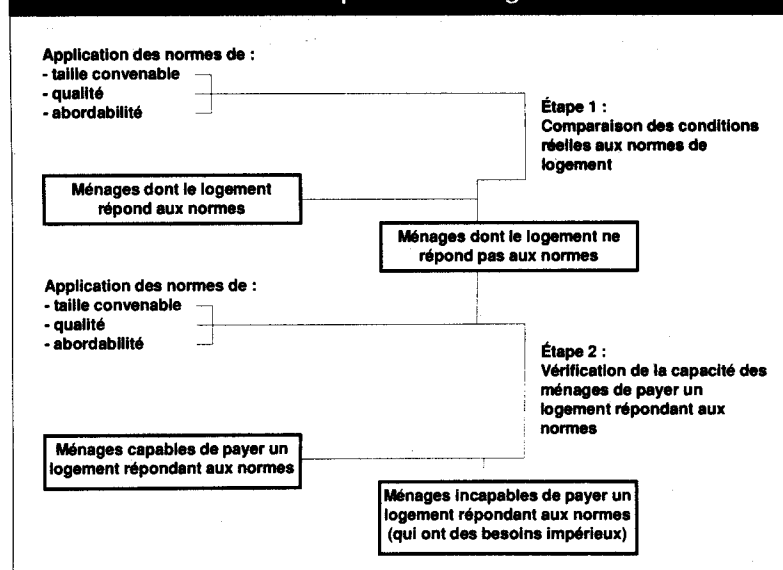 Application des normes de :
- taille convenable
- qualité
- abordabilité
Étape 1 :
Comparaison des conditions
réelles aux normes de
logement
Ménages dont le logement
répond aux normes
Ménages dont le logement ne
répond pas aux normes
Application des normes de :
- taille convenable
- qualité
- abordabilité
Étape 2 :
Vérification de la capacité des
ménages de payer un
logement répondant aux
normes
Ménages capables de payer un
logement répondant aux normes
Ménages incapables de payer un
logement répondant aux normes
(qui ont des besoins impérieux)